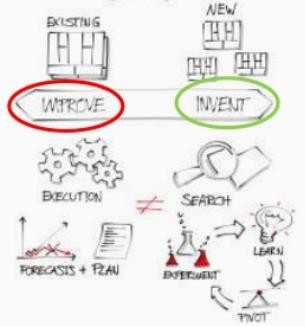 EXISTING
NEW
IMPROVE
INVENT
EXECUTION
≠
SEARCH
FORECASTS + PLAN
EXPERIMENT
LEARN
PIVOT